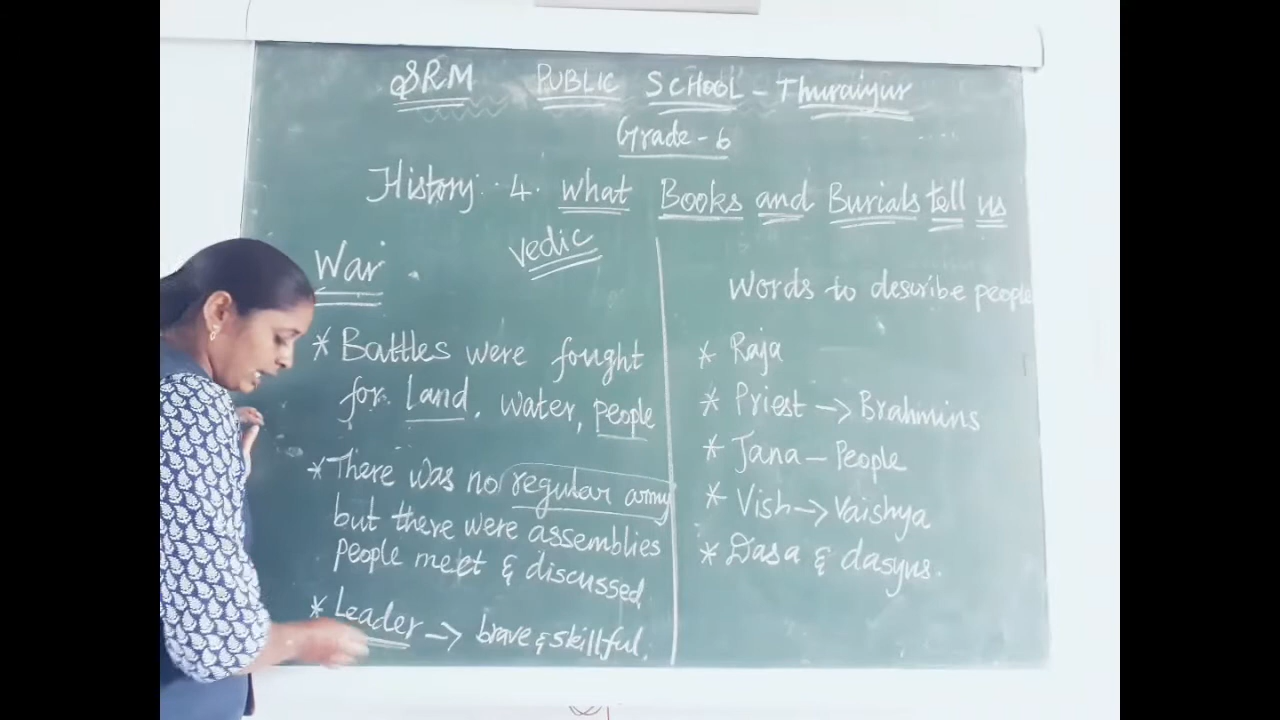 SRM PUBLIC SCHOOL - Thuraiyur
Grade - 6
History 4. What Books and Burials tell us
Vedic
War
* Battles were fought
for land, water, people
* There was no regular army
but there were assemblies
people meet & discussed
* Leader -> brave & skillful.
Words to describe people
* Raja
* Priest -> Brahmins
* Jana - People
* Vish -> Vaishya
* Dasa & dasyus.